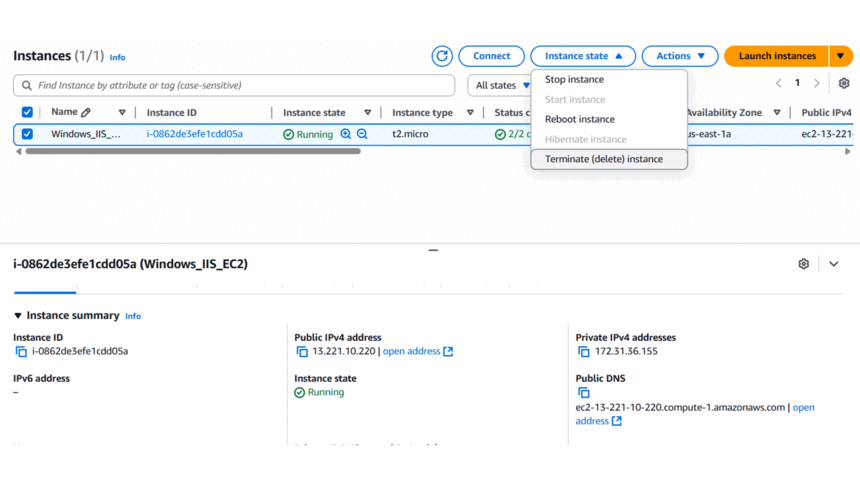 Instances (1/1) Info
Connect
Instance state
Actions
Launch instances
Find Instance by attribute or tag (case-sensitive)
All states
1
Stop instance
Start instance
Reboot instance
Hibernate instance
Terminate (delete) instance
Name
Instance ID
Instance state
Instance type
Status
Availability Zone
Public IPv4
Windows_IIS_...
i-0862de3efe1cdd05a
Running
t2.micro
2/2
us-east-1a
ec2-13-221-
i-0862de3efe1cdd05a (Windows_IIS_EC2)
Instance summary Info
Instance ID
i-0862de3efe1cdd05a
Public IPv4 address
13.221.10.220 | open address
Private IPv4 addresses
172.31.36.155
IPv6 address
–
Instance state
Running
Public DNS
ec2-13-221-10-220.compute-1.amazonaws.com | open
address